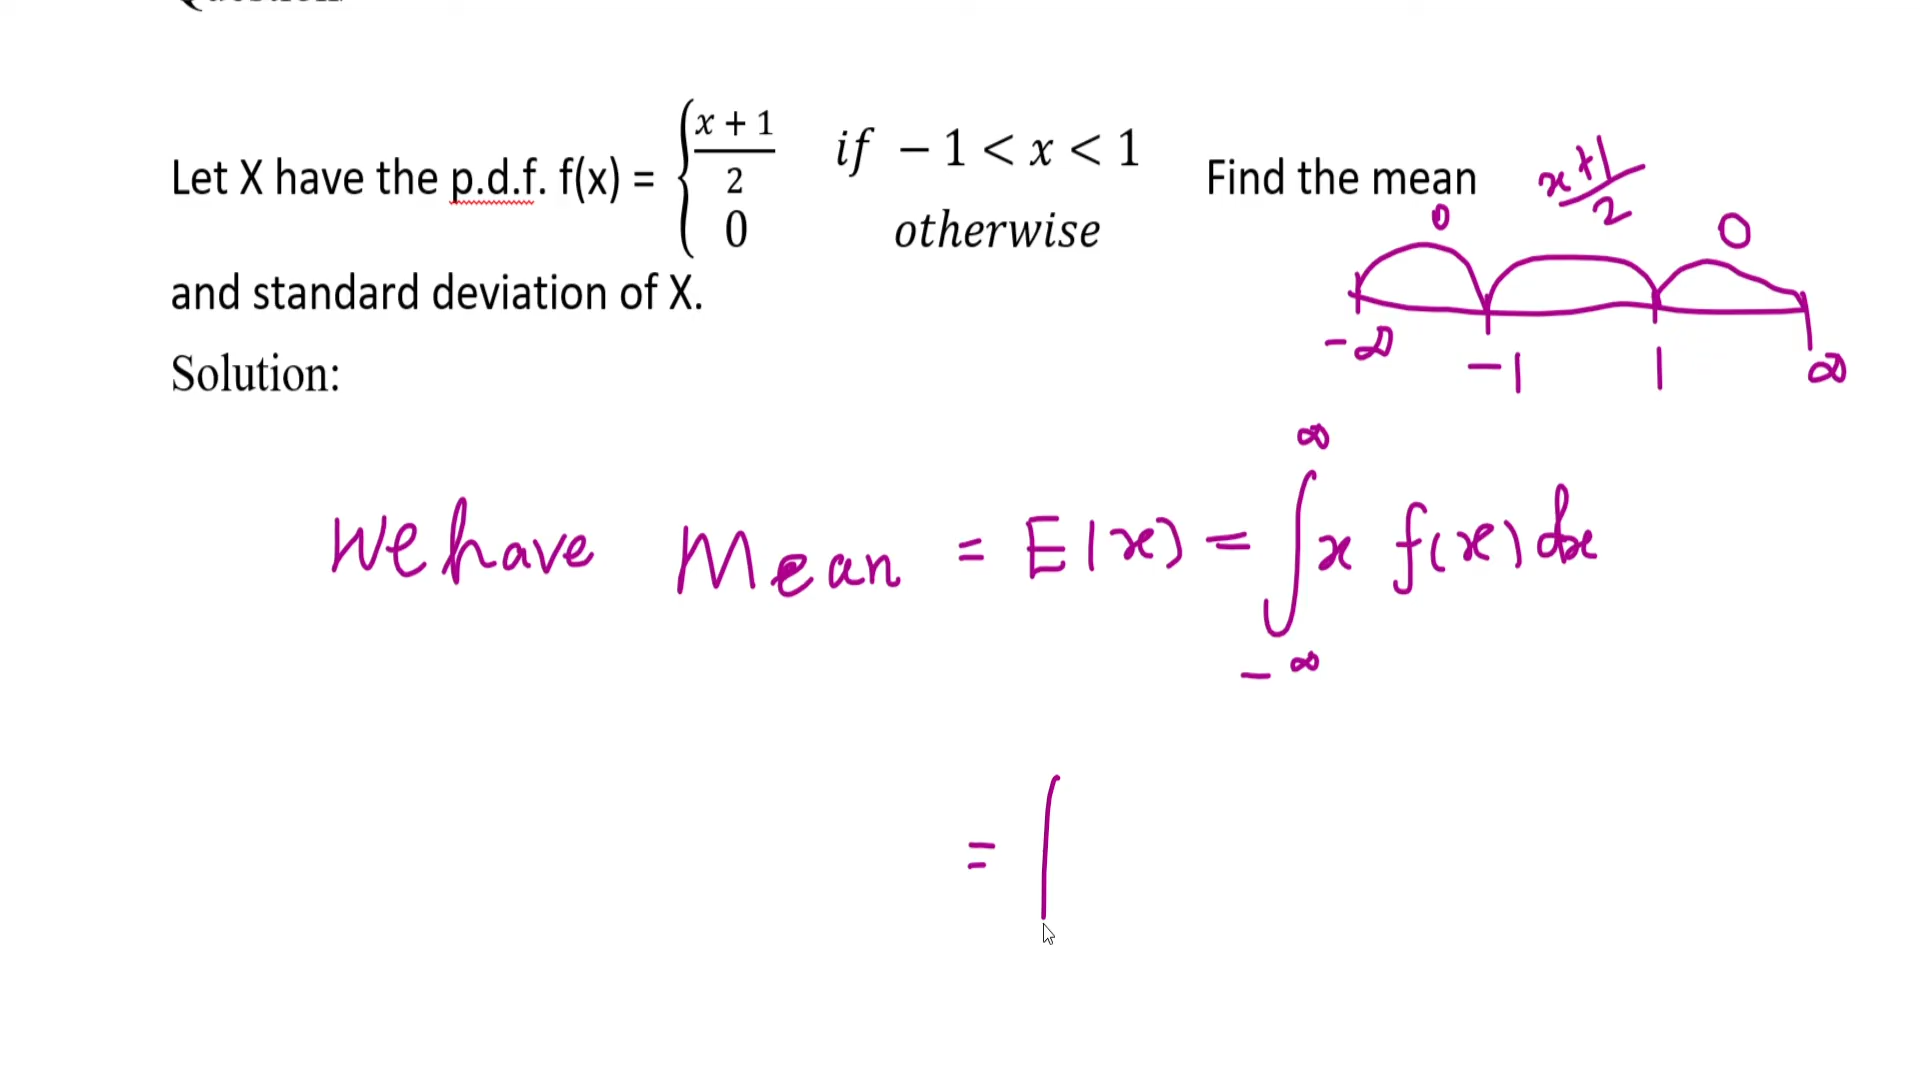 Let X have the p.d.f. f(x) = { (x + 1)/2 if − 1 < x < 1 Find the mean
0 otherwise
and standard deviation of X.
Solution:
0 x+1/2 0
-∞ -1 1 ∞
We have Mean = E(x) = ∫_{-∞}^{∞} x f(x) dx
= ∫